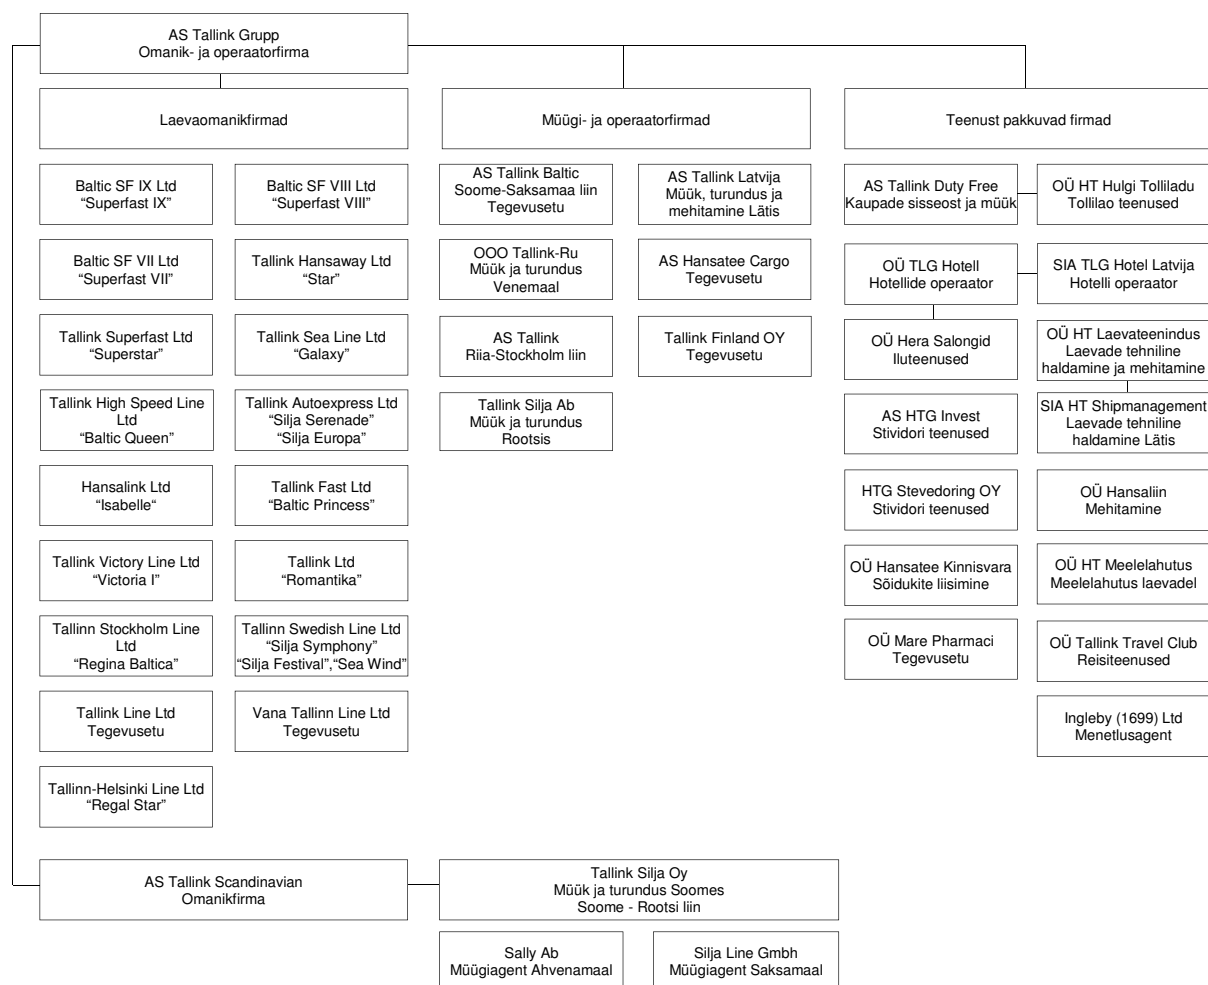 AS Tallink Grupp
Omanik- ja operaatorfirma
Laevaomanikfirmad
Müügi- ja operaatorfirmad
Teenust pakkuvad firmad
Baltic SF IX Ltd
“Superfast IX”
Baltic SF VIII Ltd
“Superfast VIII”
Baltic SF VII Ltd
“Superfast VII”
Tallink Hansaway Ltd
“Star”
Tallink Superfast Ltd
“Superstar”
Tallink Sea Line Ltd
“Galaxy”
Tallink High Speed Line
Ltd
“Baltic Queen”
Tallink Autoexpress Ltd
“Silja Serenade”
“Silja Europa”
Hansalink Ltd
“Isabelle“
Tallink Fast Ltd
“Baltic Princess”
Tallink Victory Line Ltd
“Victoria I”
Tallink Ltd
“Romantika”
Tallinn Stockholm Line
Ltd
“Regina Baltica”
Tallinn Swedish Line Ltd
“Silja Symphony”
“Silja Festival”,“Sea Wind”
Tallink Line Ltd
Tegevusetu
Vana Tallinn Line Ltd
Tegevusetu
Tallinn-Helsinki Line Ltd
“Regal Star”
AS Tallink Baltic
Soome-Saksamaa liin
Tegevusetu
AS Tallink Latvija
Müük, turundus ja
mehitamine Lätis
OOO Tallink-Ru
Müük ja turundus
Venemaal
AS Hansatee Cargo
Tegevusetu
AS Tallink
Riia-Stockholm liin
Tallink Finland OY
Tegevusetu
Tallink Silja Ab
Müük ja turundus
Rootsis
AS Tallink Duty Free
Kaupade sisseost ja müük
OÜ HT Hulgi Tolliladu
Tollilao teenused
OÜ TLG Hotell
Hotellide operaator
SIA TLG Hotel Latvija
Hotelli operaator
OÜ Hera Salongid
Iluteenused
OÜ HT Laevateenindus
Laevade tehniline
haldamine ja mehitamine
AS HTG Invest
Stividori teenused
SIA HT Shipmanagement
Laevade tehniline
haldamine Lätis
HTG Stevedoring OY
Stividori teenused
OÜ Hansaliin
Mehitamine
OÜ Hansatee Kinnisvara
Sõidukite liisimine
OÜ HT Meelelahutus
Meelelahutus laevadel
OÜ Mare Pharmaci
Tegevusetu
OÜ Tallink Travel Club
Reisiteenused
Ingleby (1699) Ltd
Menetlusagent
AS Tallink Scandinavian
Omanikfirma
Tallink Silja Oy
Müük ja turundus Soomes
Soome - Rootsi liin
Sally Ab
Müügiagent Ahvenamaal
Silja Line Gmbh
Müügiagent Saksamaal